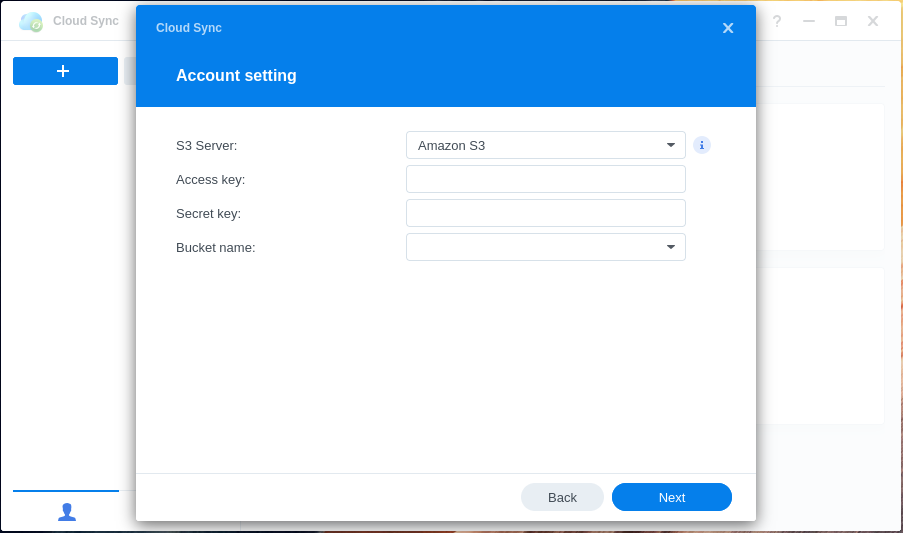 Cloud Sync
?
Cloud Sync
Account setting
S3 Server:
Amazon S3
i
Access key:
Secret key:
Bucket name:
Back
Next